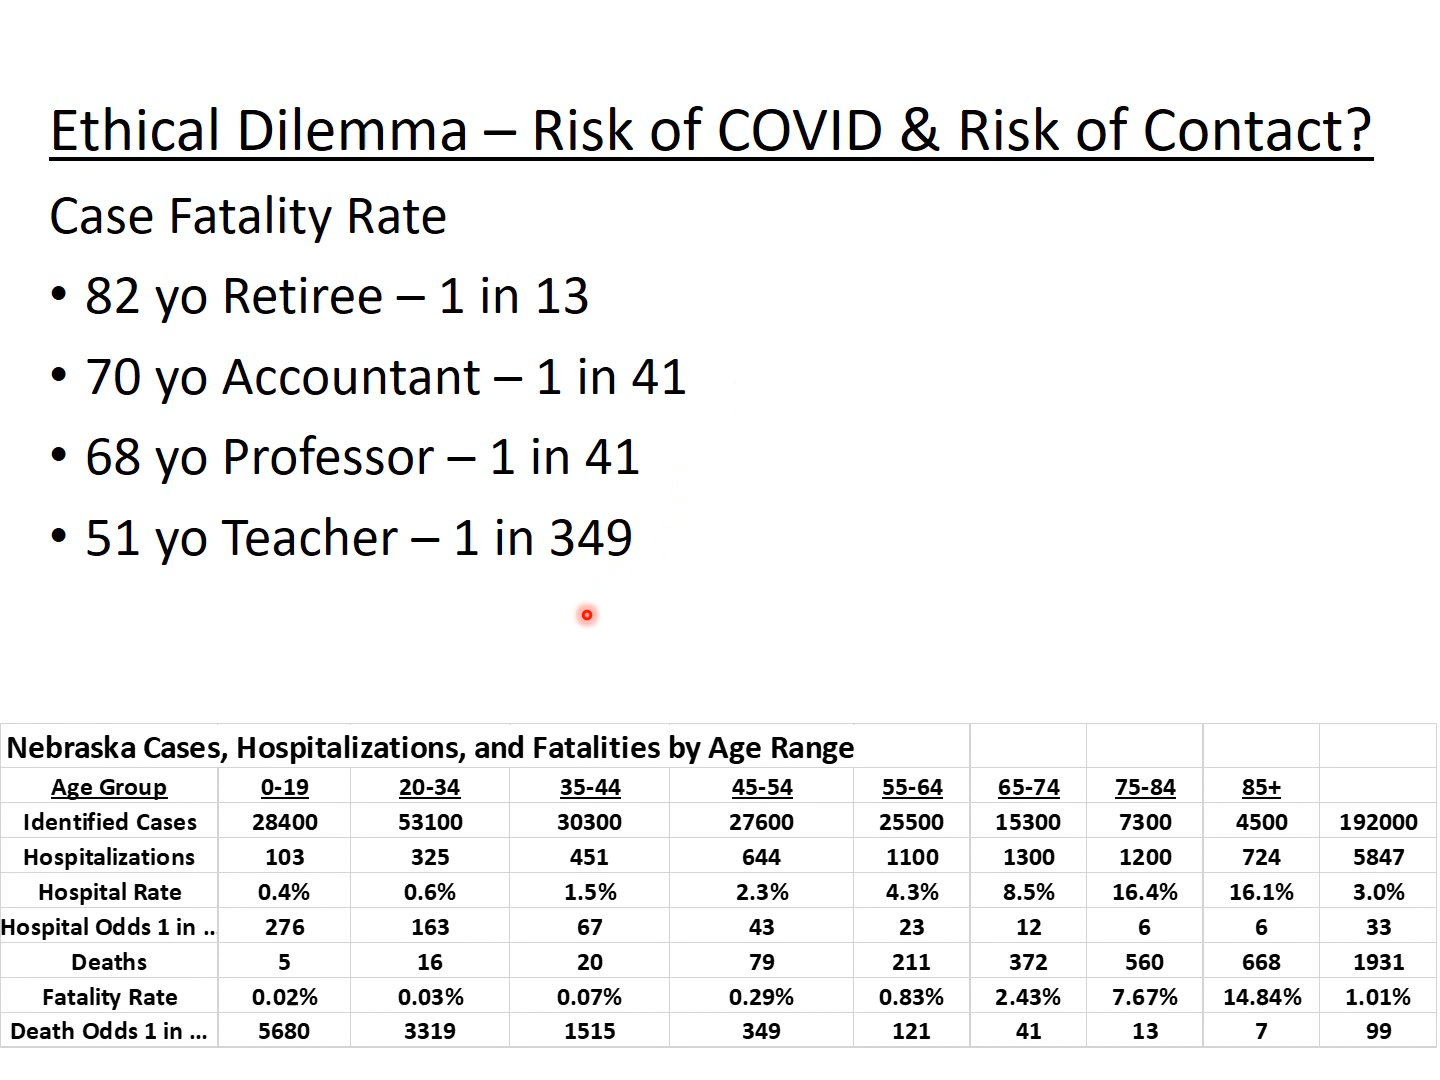 Ethical Dilemma – Risk of COVID & Risk of Contact?
Case Fatality Rate
• 82 yo Retiree – 1 in 13
• 70 yo Accountant – 1 in 41
• 68 yo Professor – 1 in 41
• 51 yo Teacher – 1 in 349
Nebraska Cases, Hospitalizations, and Fatalities by Age Range
Age Group 0-19 20-34 35-44 45-54 55-64 65-74 75-84 85+
Identified Cases 28400 53100 30300 27600 25500 15300 7300 4500 192000
Hospitalizations 103 325 451 644 1100 1300 1200 724 5847
Hospital Rate 0.4% 0.6% 1.5% 2.3% 4.3% 8.5% 16.4% 16.1% 3.0%
Hospital Odds 1 in .. 276 163 67 43 23 12 6 6 33
Deaths 5 16 20 79 211 372 560 668 1931
Fatality Rate 0.02% 0.03% 0.07% 0.29% 0.83% 2.43% 7.67% 14.84% 1.01%
Death Odds 1 in ... 5680 3319 1515 349 121 41 13 7 99